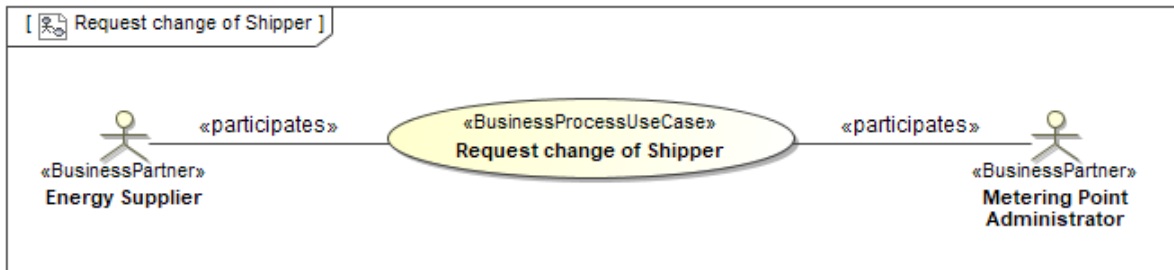 [ Request change of Shipper ]
«participates»
«BusinessProcessUseCase»
Request change of Shipper
«participates»
«BusinessPartner»
Energy Supplier
«BusinessPartner»
Metering Point
Administrator